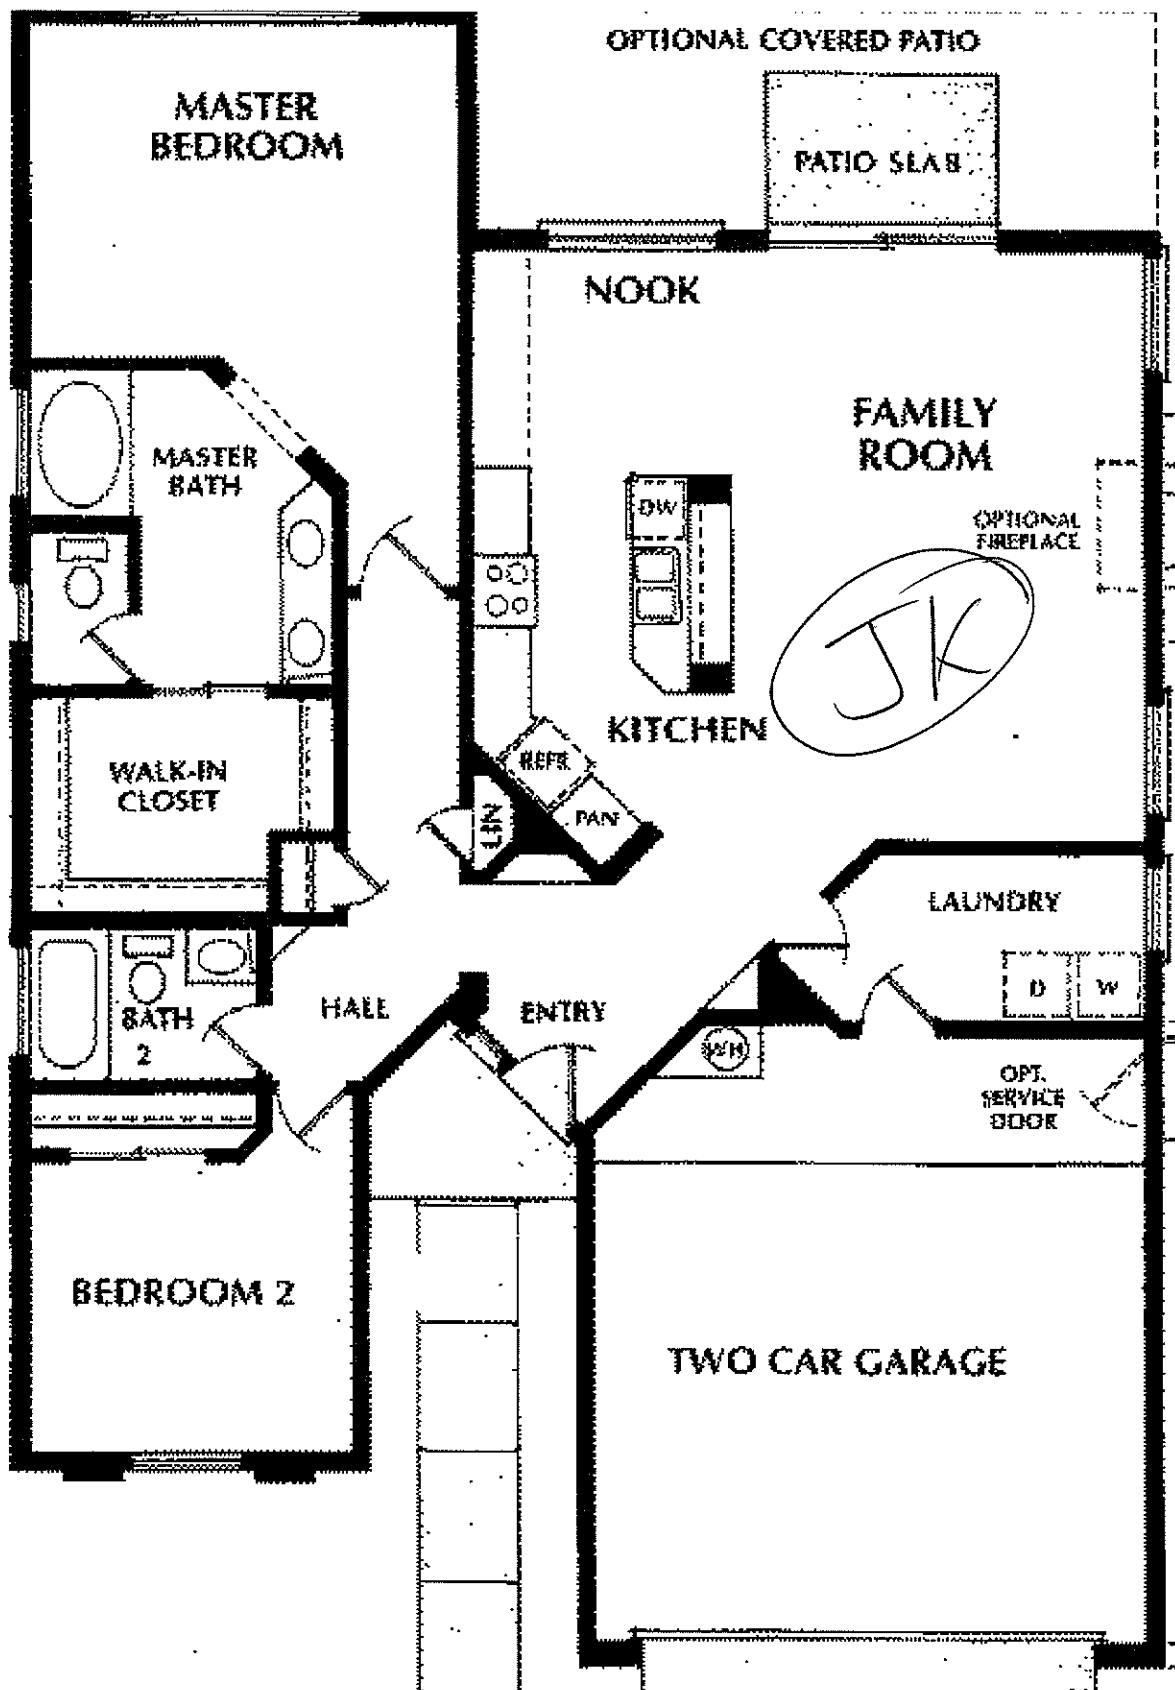 OPTIONAL COVERED PATIO
MASTER
BEDROOM
PATIO SLAB
NOOK
FAMILY
ROOM
MASTER
BATH
DW
OPTIONAL
FIREPLACE
JK
KITCHEN
REFR.
WALK-IN
CLOSET
LIN
PAN
LAUNDRY
D
W
HALL
ENTRY
BATH
2
WH
OPT.
SERVICE
DOOR
BEDROOM 2
TWO CAR GARAGE